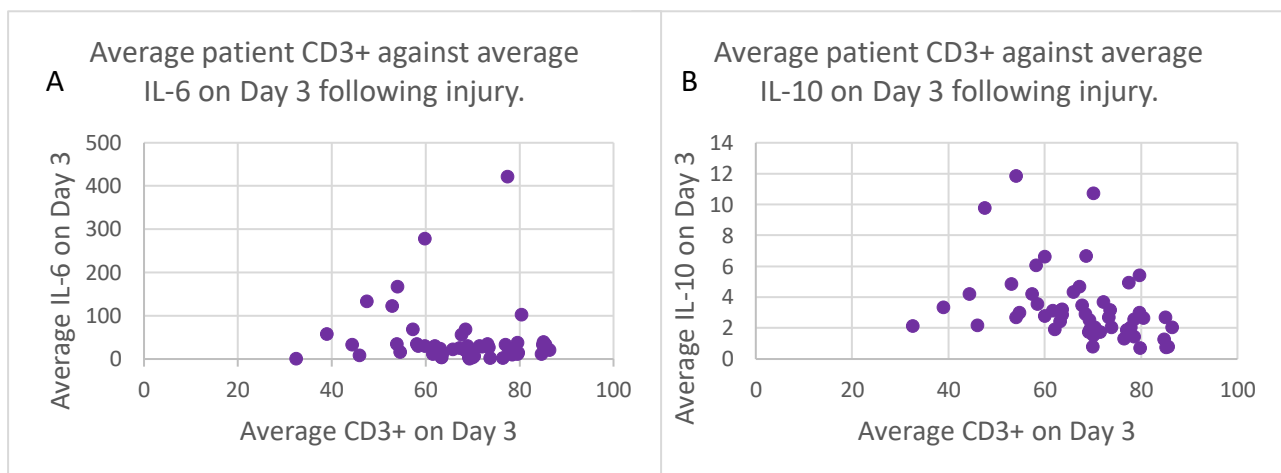 A
Average patient CD3+ against average
IL-6 on Day 3 following injury.
Average IL-6 on Day 3
500
400
300
200
100
0
0 20 40 60 80 100
Average CD3+ on Day 3
B
Average patient CD3+ against average
IL-10 on Day 3 following injury.
Average IL-10 on Day 3
14
12
10
8
6
4
2
0
0 20 40 60 80 100
Average CD3+ on Day 3